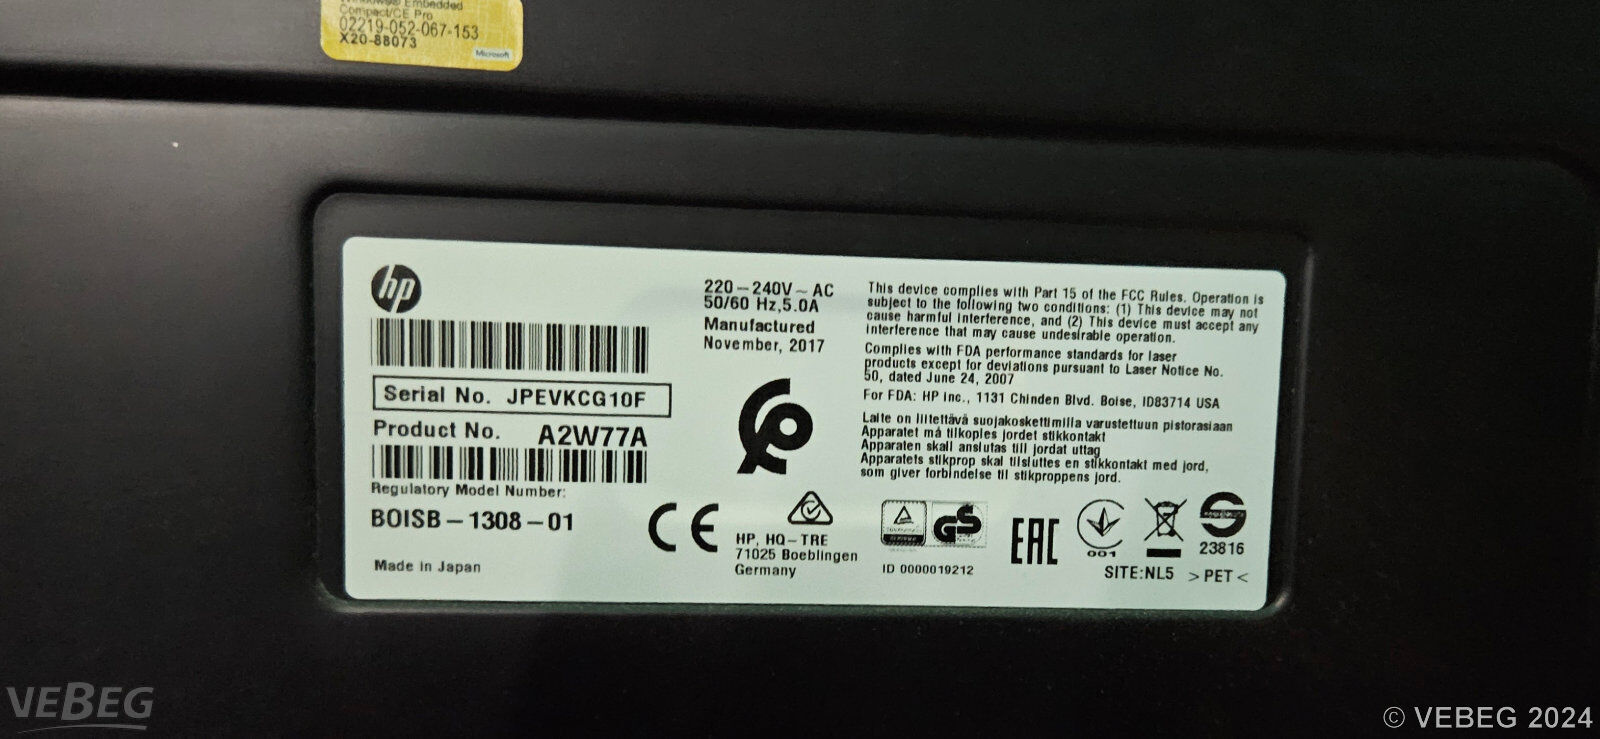 Windows® Embedded
Compact/CE Pro
02219-052-067-153
X20-88073
Microsoft
hp
Serial No. JPEVKCG10F
Product No. A2W77A
Regulatory Model Number:
BOISB-1308-01
Made in Japan
220-240V~AC
50/60 Hz,5.0A
Manufactured
November, 2017
This device complies with Part 15 of the FCC Rules. Operation is
subject to the following two conditions: (1) This device may not
cause harmful interference, and (2) This device must accept any
interference that may cause undesirable operation.
Complies with FDA performance standards for laser
products except for deviations pursuant to Laser Notice No.
50, dated June 24, 2007
For FDA: HP Inc., 1131 Chinden Blvd. Boise, ID83714 USA
Laite on liitettävä suojakoskettimilla varustettuun pistorasiaan
Apparatet må tilkoples jordet stikkontakt
Apparaten skall anslutas till jordat uttag
Apparatets stikprop skal tilsluttes en stikkontakt med jord,
som giver forbindelse til stikproppens jord.
CE
HP, HQ-TRE
71025 Boeblingen
Germany
GS
ID 0000019212
EAC
001
23816
SITE:NL5 >PET<
VEBEG
© VEBEG 2024